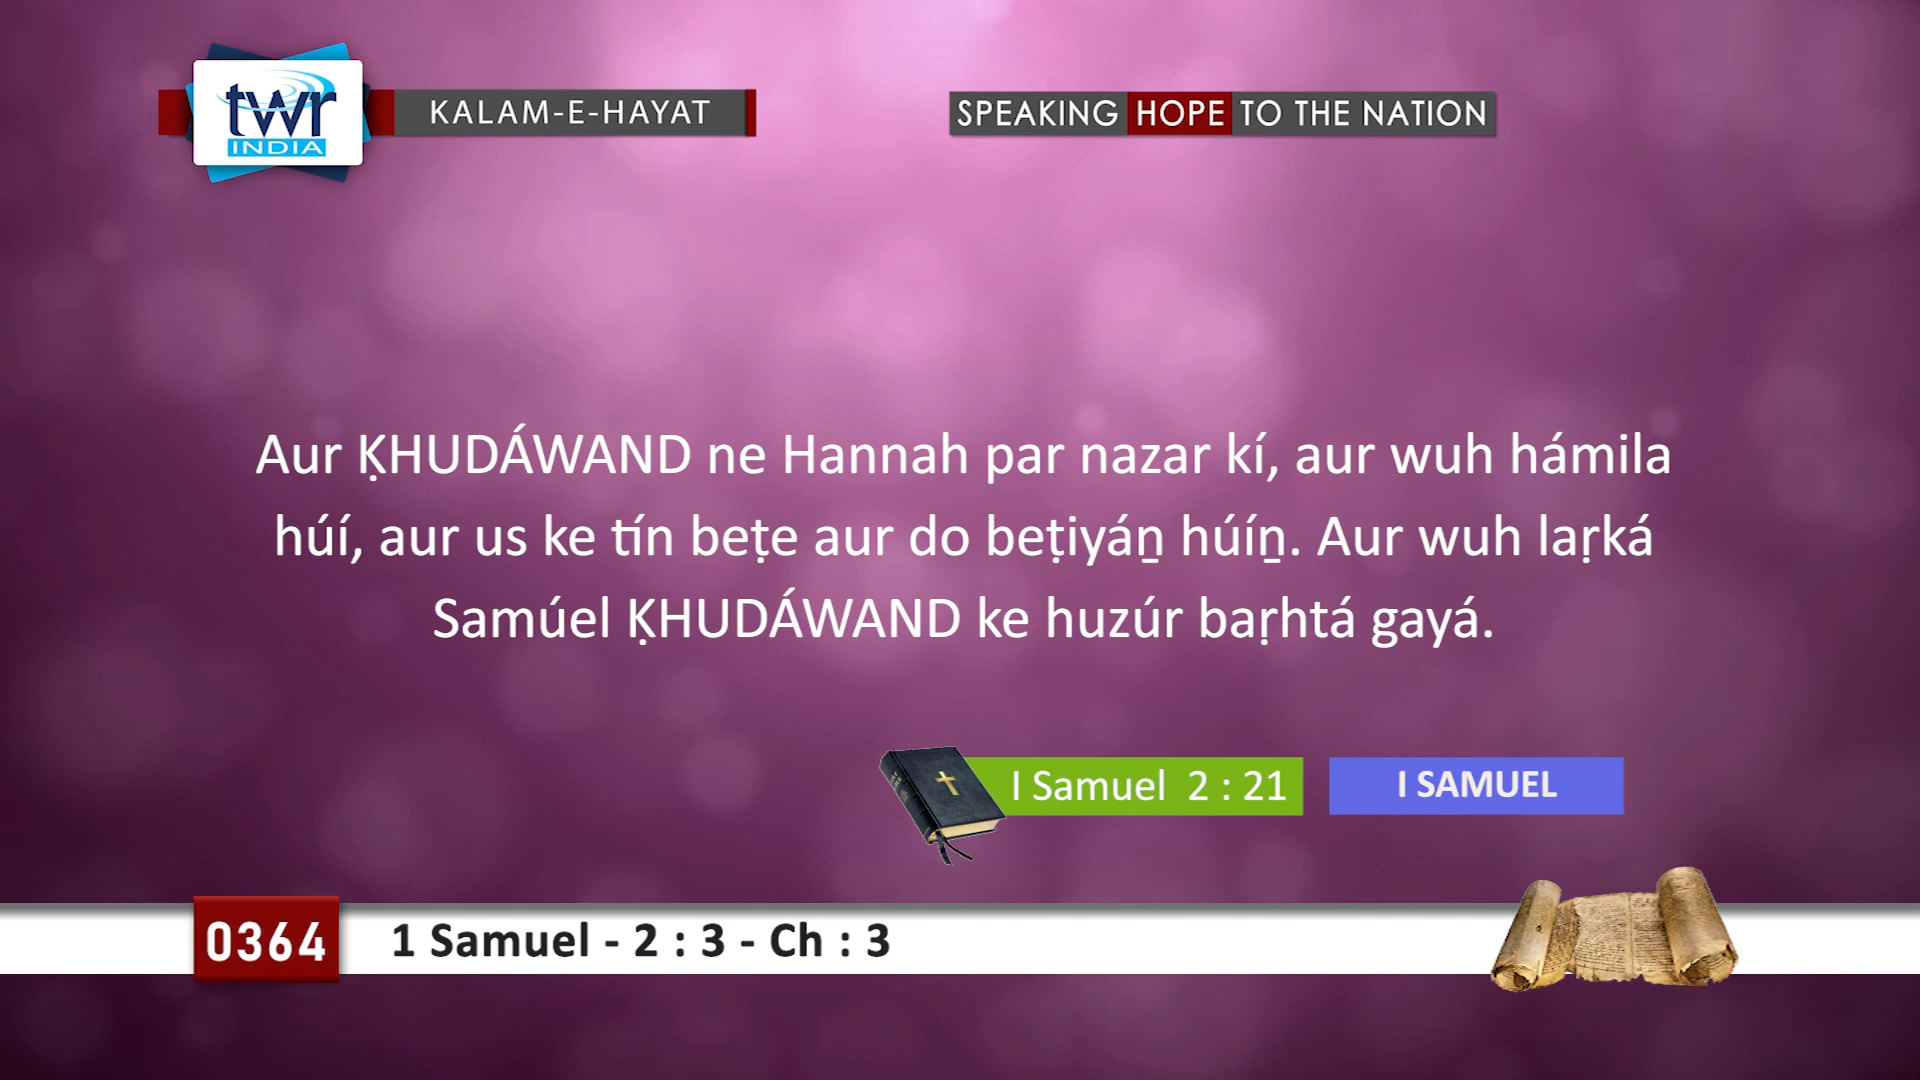 twr
INDIA
KALAM-E-HAYAT
SPEAKING HOPE TO THE NATION
Aur ḲHUDÁWAND ne Hannah par nazar kí, aur wuh hámila
húí, aur us ke tín beṭe aur do beṭiyáṉ húíṉ. Aur wuh laṛká
Samúel ḲHUDÁWAND ke huzúr baṛhtá gayá.
I Samuel 2 : 21
I SAMUEL
0364
1 Samuel - 2 : 3 - Ch : 3